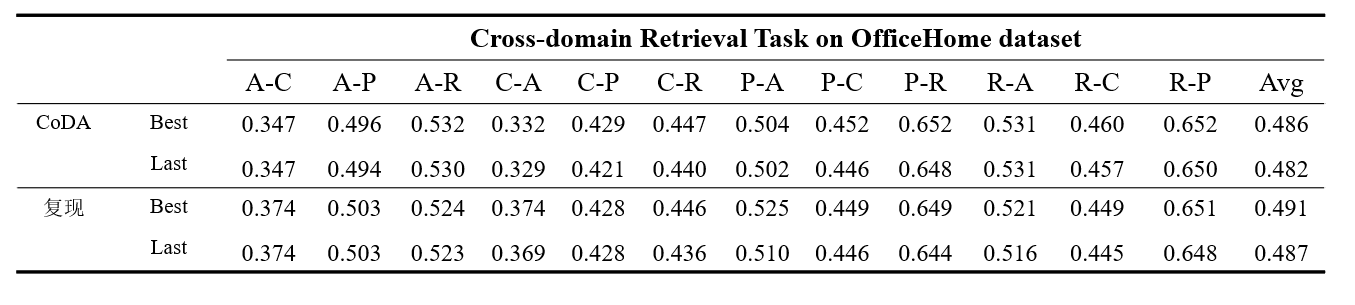 Cross-domain Retrieval Task on OfficeHome dataset
A-C A-P A-R C-A C-P C-R P-A P-C P-R R-A R-C R-P Avg
CoDA Best 0.347 0.496 0.532 0.332 0.429 0.447 0.504 0.452 0.652 0.531 0.460 0.652 0.486
Last 0.347 0.494 0.530 0.329 0.421 0.440 0.502 0.446 0.648 0.531 0.457 0.650 0.482
复现 Best 0.374 0.503 0.524 0.374 0.428 0.446 0.525 0.449 0.649 0.521 0.449 0.651 0.491
Last 0.374 0.503 0.523 0.369 0.428 0.436 0.510 0.446 0.644 0.516 0.445 0.648 0.487